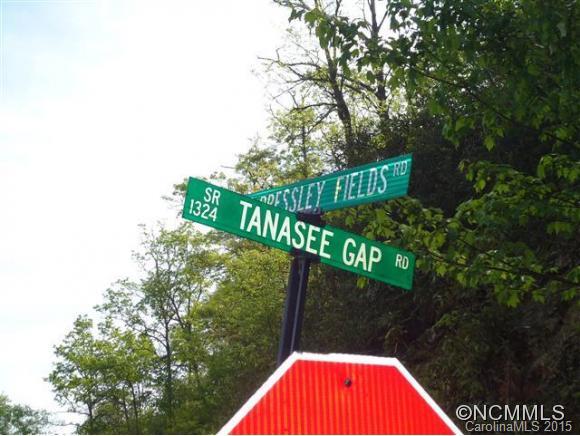 PRESSLEY FIELDS RD
SR 1324 TANASEE GAP RD
©NCMMLS
CarolinaMLS 2015